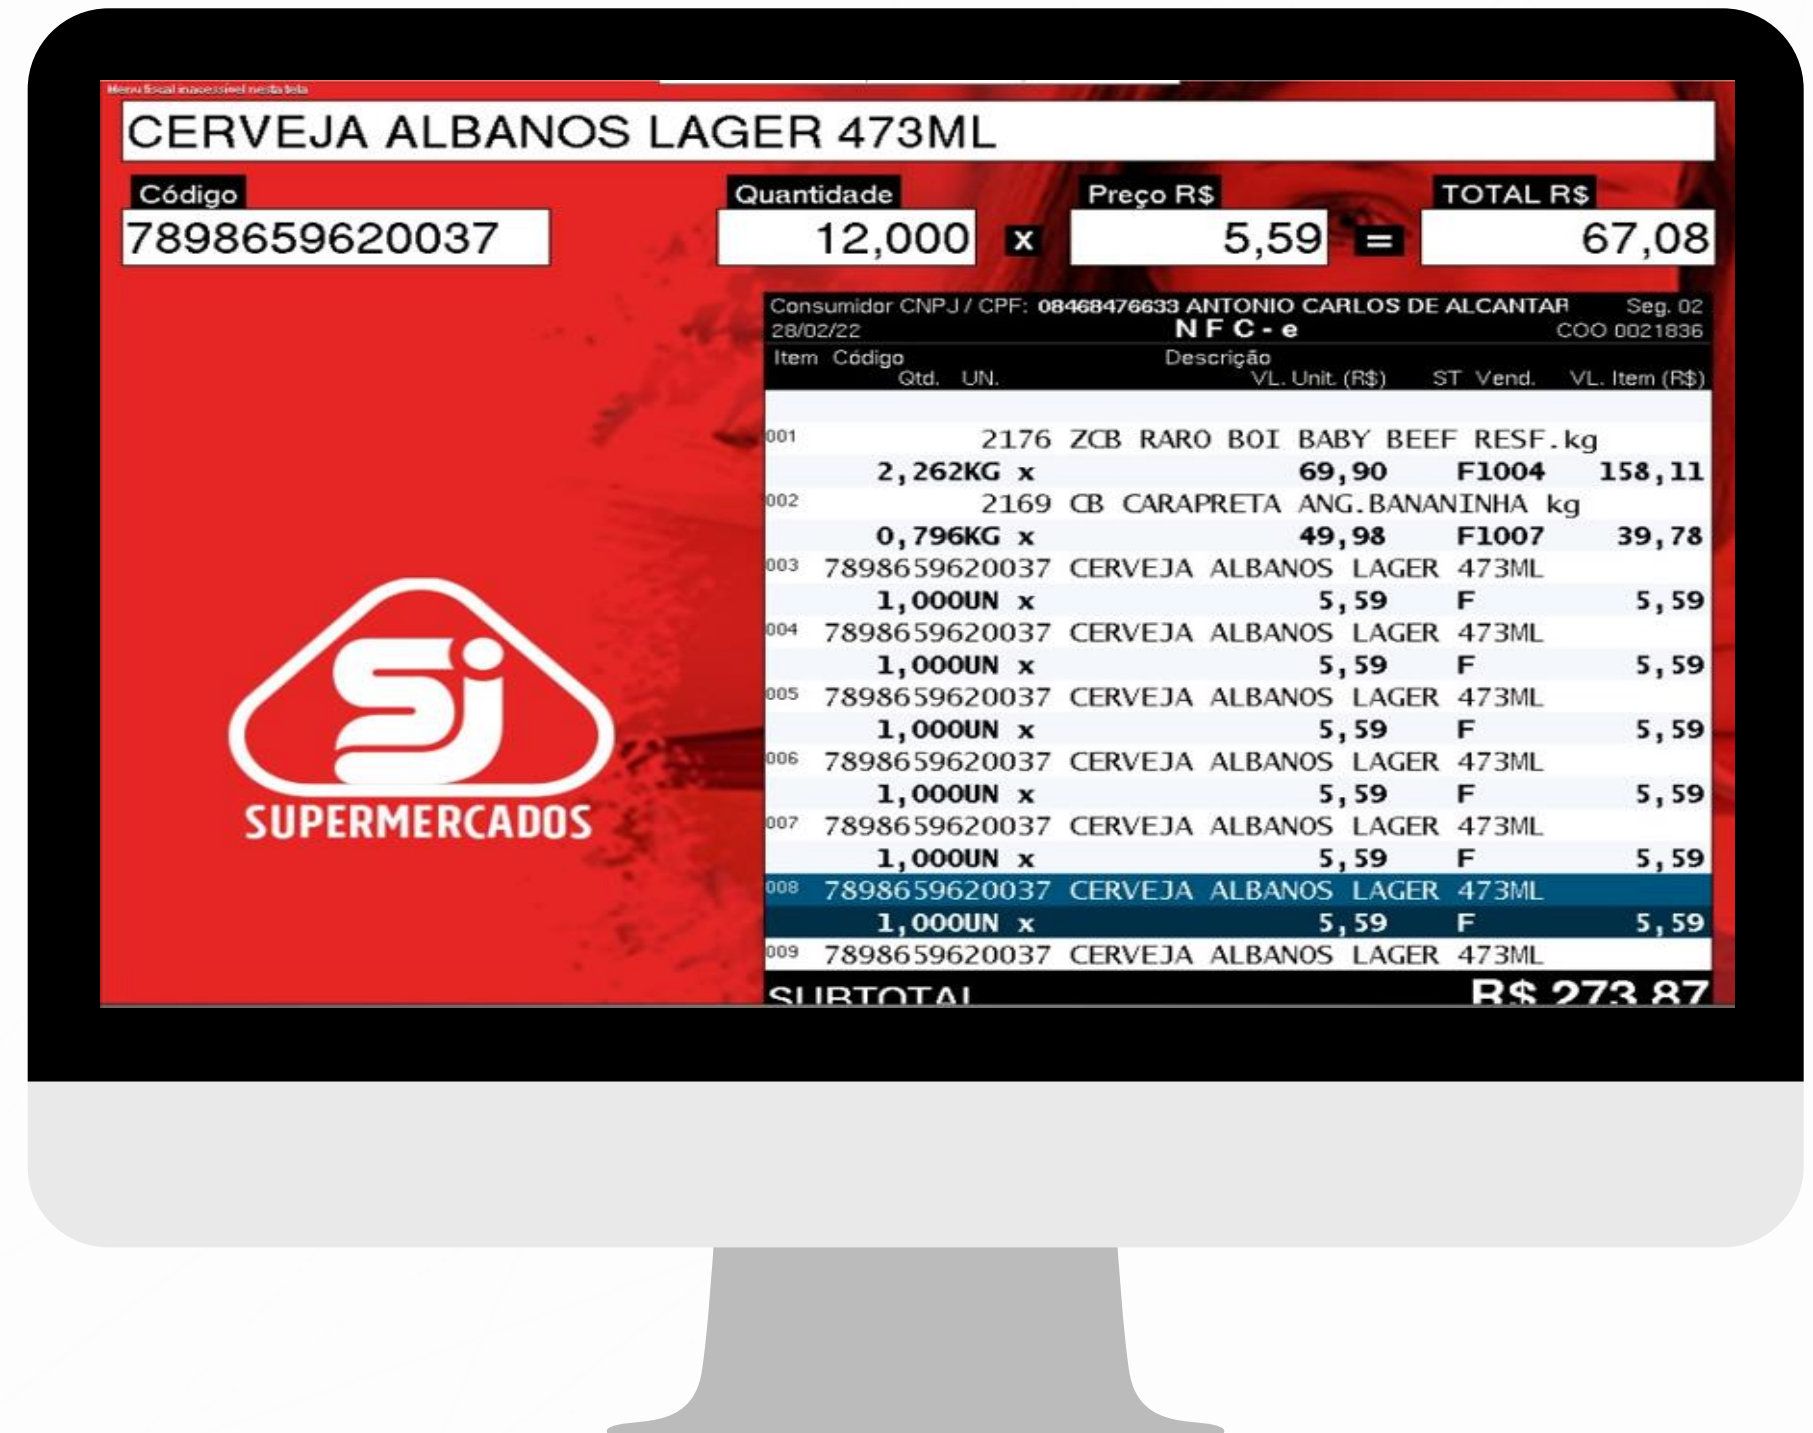 Menu fiscal inacessível nesta tela
CERVEJA ALBANOS LAGER 473ML
Código Quantidade Preço R$ TOTAL R$
7898659620037 12,000 x 5,59 = 67,08
Consumidor CNPJ / CPF: 08468476633 ANTONIO CARLOS DE ALCANTAR Seg. 02
28/02/22 NFC-e COO 0021836
Item Código Descrição
Qtd. UN. VL. Unit. (R$) ST Vend. VL. Item (R$)
001 2176 ZCB RARO BOI BABY BEEF RESF.kg
2,262KG x 69,90 F1004 158,11
002 2169 CB CARAPRETA ANG.BANANINHA kg
0,796KG x 49,98 F1007 39,78
003 7898659620037 CERVEJA ALBANOS LAGER 473ML
1,000UN x 5,59 F 5,59
004 7898659620037 CERVEJA ALBANOS LAGER 473ML
1,000UN x 5,59 F 5,59
005 7898659620037 CERVEJA ALBANOS LAGER 473ML
1,000UN x 5,59 F 5,59
006 7898659620037 CERVEJA ALBANOS LAGER 473ML
1,000UN x 5,59 F 5,59
007 7898659620037 CERVEJA ALBANOS LAGER 473ML
1,000UN x 5,59 F 5,59
008 7898659620037 CERVEJA ALBANOS LAGER 473ML
1,000UN x 5,59 F 5,59
009 7898659620037 CERVEJA ALBANOS LAGER 473ML
SUBTOTAL R$ 273,87
SJ
SUPERMERCADOS